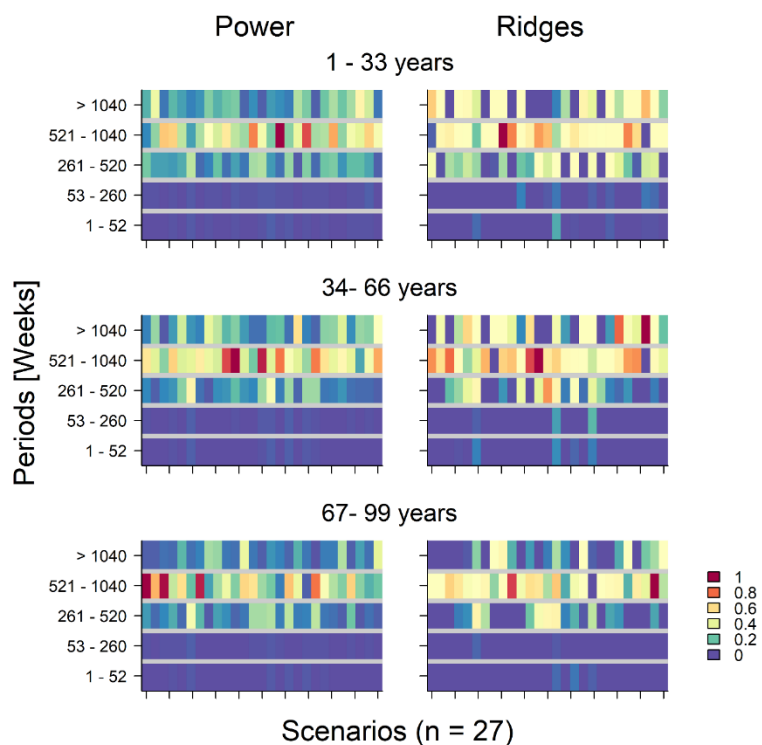 Power Ridges
1 - 33 years
> 1040
521 - 1040
261 - 520
53 - 260
1 - 52
34- 66 years
> 1040
521 - 1040
261 - 520
53 - 260
1 - 52
Periods [Weeks]
67- 99 years
> 1040
521 - 1040
261 - 520
53 - 260
1 - 52
1
0.8
0.6
0.4
0.2
0
Scenarios (n = 27)